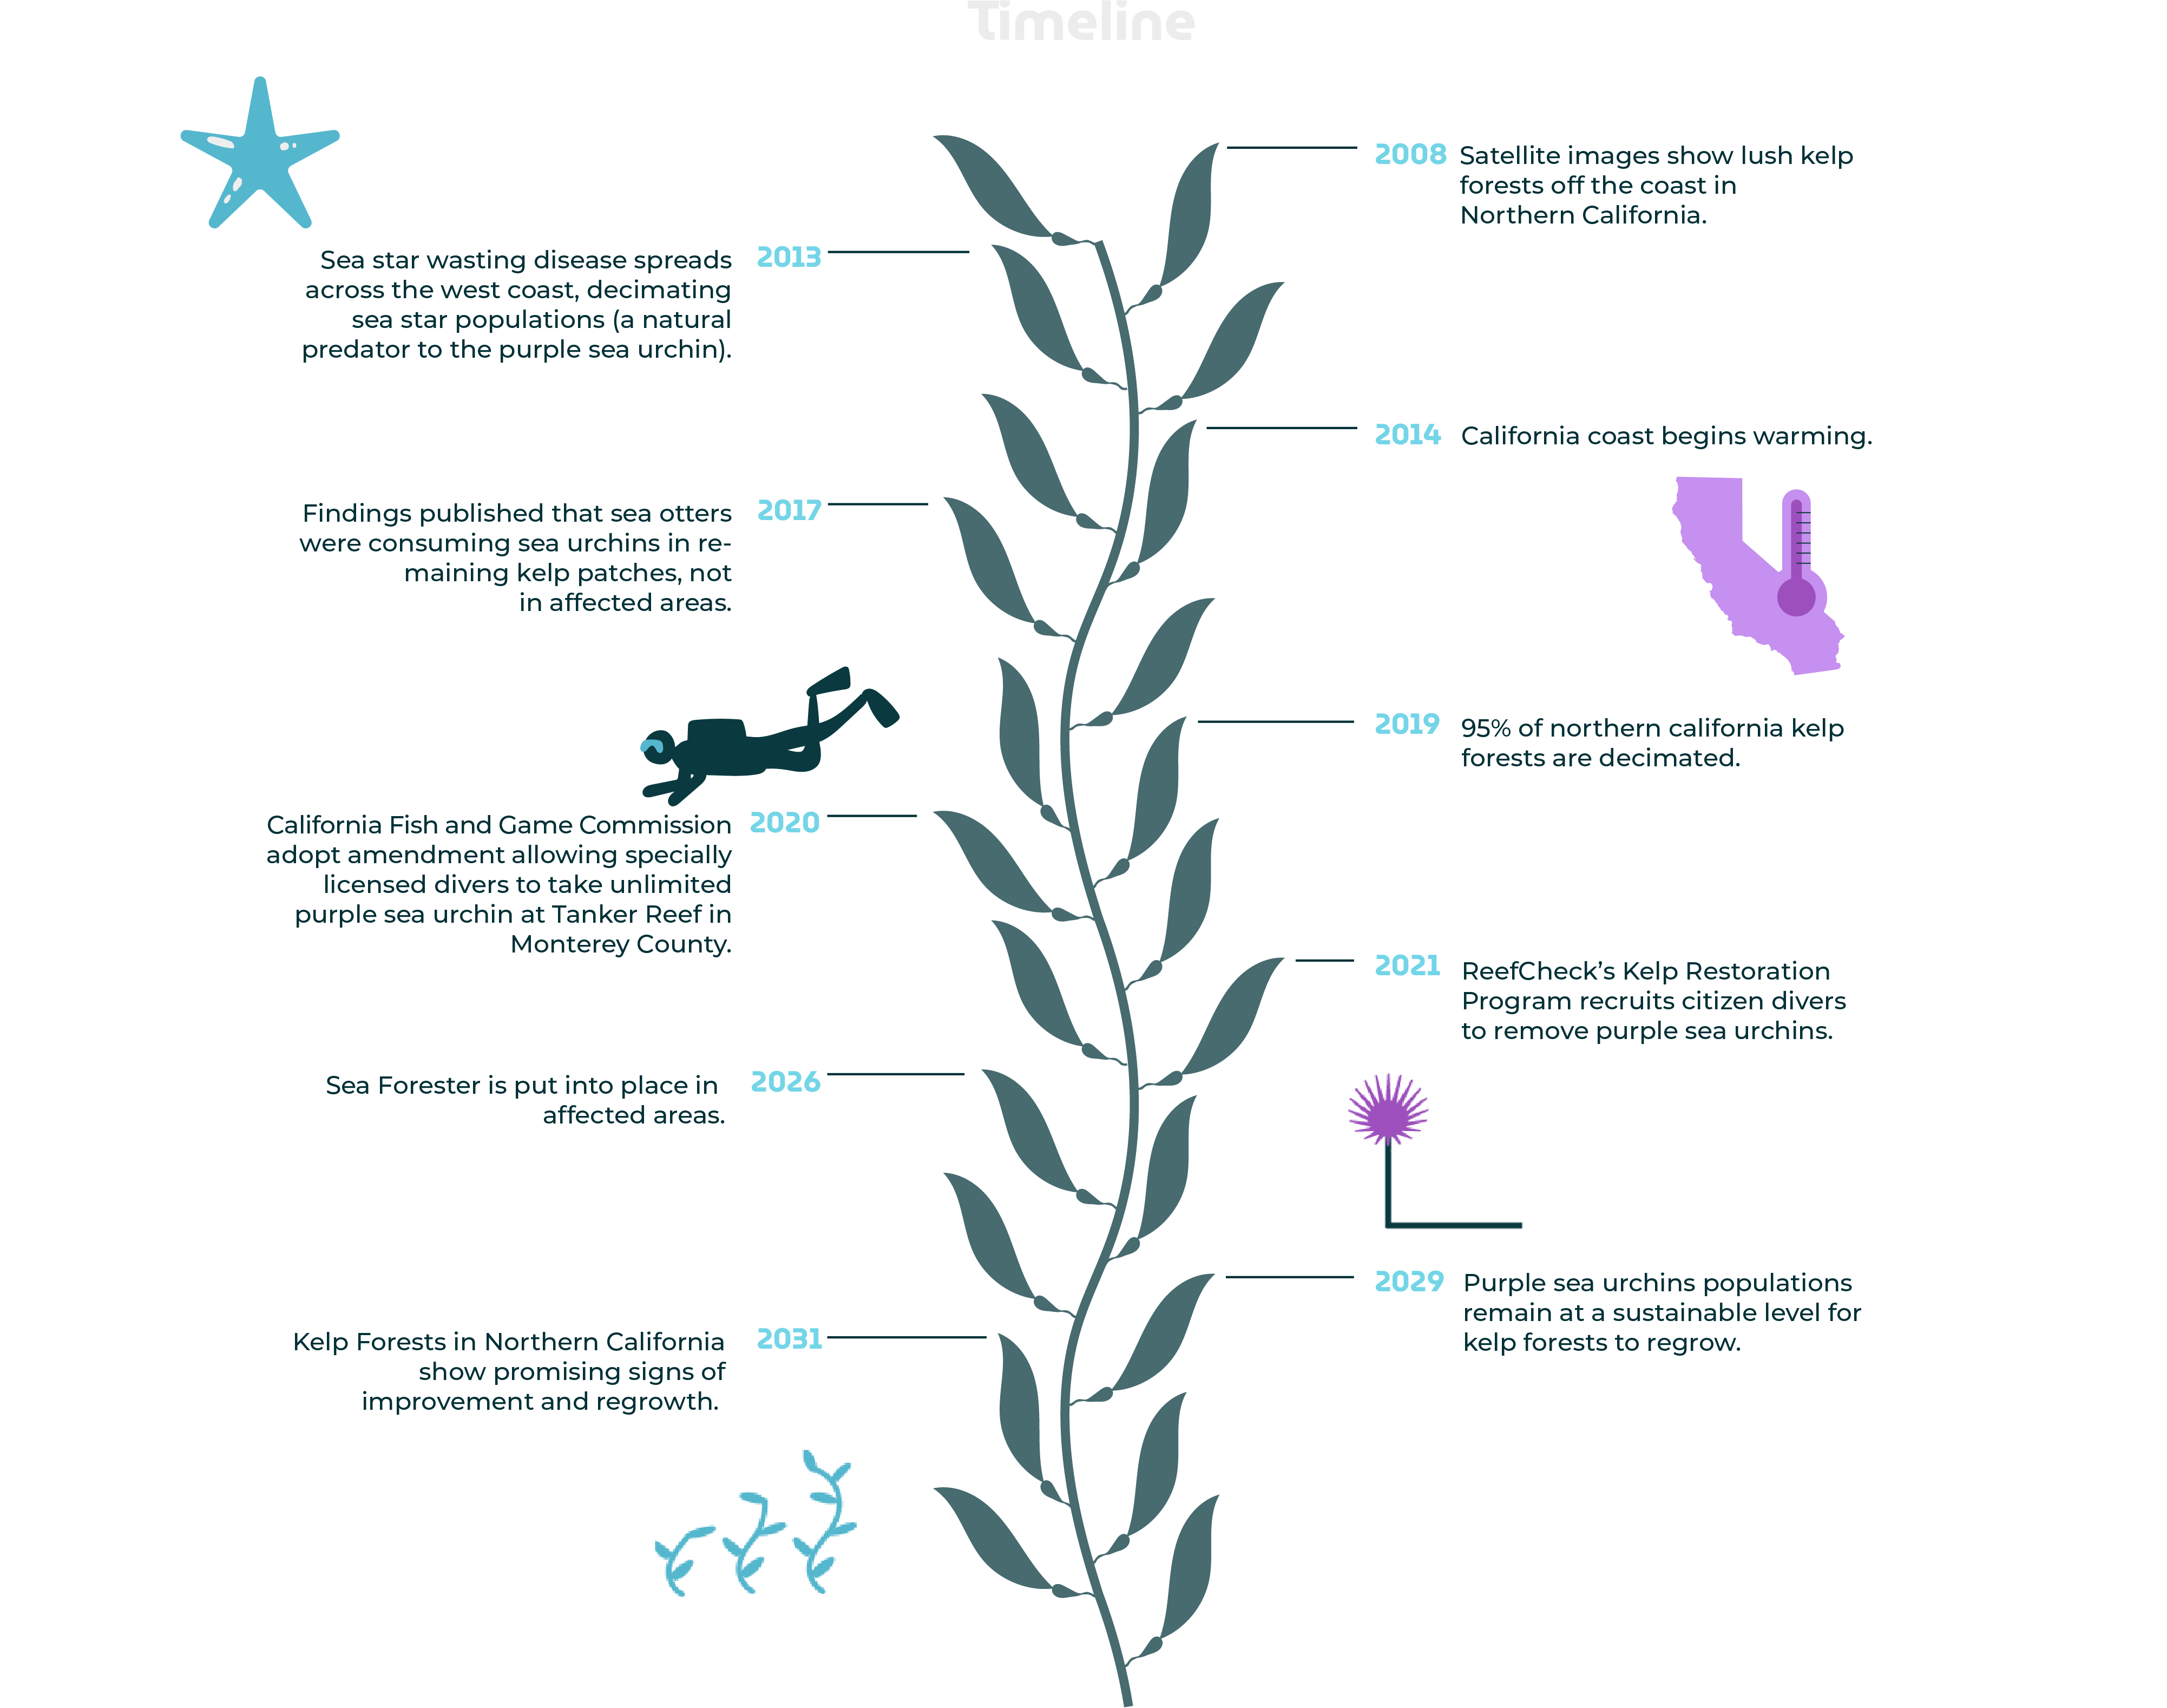 Timeline
2008
Satellite images show lush kelp
forests off the coast in
Northern California.
2013
Sea star wasting disease spreads
across the west coast, decimating
sea star populations (a natural
predator to the purple sea urchin).
2014
California coast begins warming.
2017
Findings published that sea otters
were consuming sea urchins in re-
maining kelp patches, not
in affected areas.
2019
95% of northern california kelp
forests are decimated.
2020
California Fish and Game Commission
adopt amendment allowing specially
licensed divers to take unlimited
purple sea urchin at Tanker Reef in
Monterey County.
2021
ReefCheck’s Kelp Restoration
Program recruits citizen divers
to remove purple sea urchins.
2026
Sea Forester is put into place in
affected areas.
2029
Purple sea urchins populations
remain at a sustainable level for
kelp forests to regrow.
2031
Kelp Forests in Northern California
show promising signs of
improvement and regrowth.